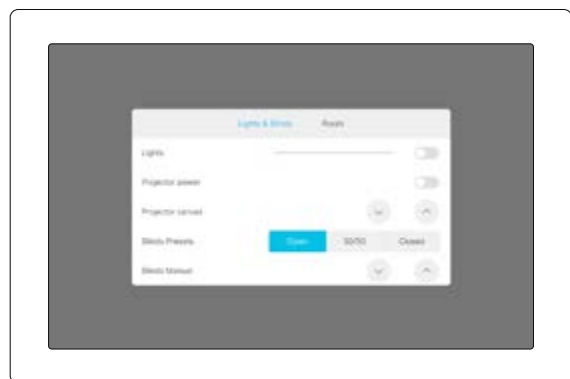 Lights & Blinds Room
Lights
Projector power
Projector canvas
Blinds Presets Open 50/50 Closed
Blinds Manual